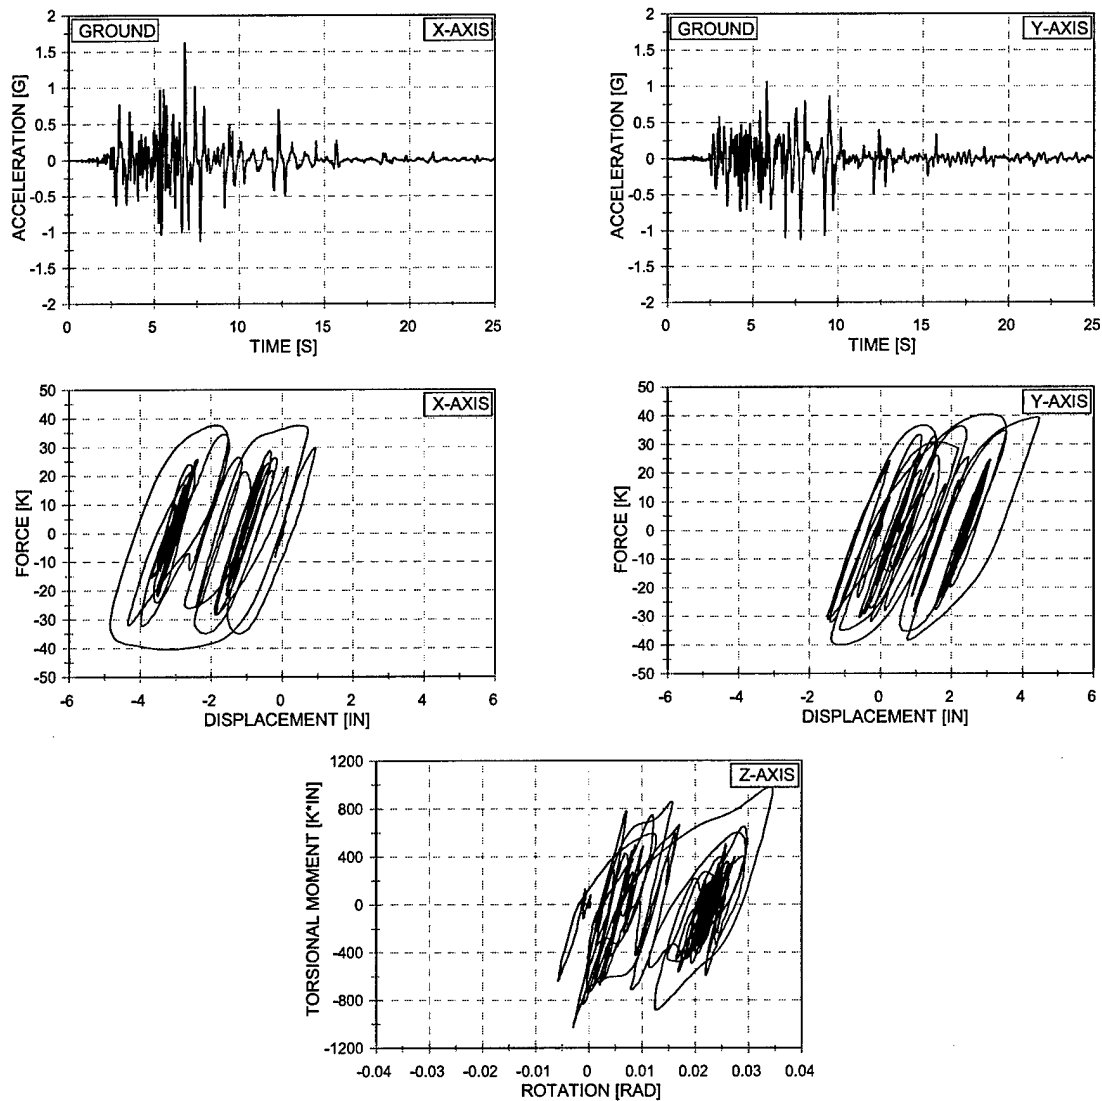 GROUND
X-AXIS
ACCELERATION [G]
2
1.5
1
0.5
0
-0.5
-1
-1.5
-2
0 5 10 15 20 25
TIME [S]
GROUND
Y-AXIS
ACCELERATION [G]
2
1.5
1
0.5
0
-0.5
-1
-1.5
-2
0 5 10 15 20 25
TIME [S]
X-AXIS
FORCE [K]
50
40
30
20
10
0
-10
-20
-30
-40
-50
-6 -4 -2 0 2 4 6
DISPLACEMENT [IN]
Y-AXIS
FORCE [K]
50
40
30
20
10
0
-10
-20
-30
-40
-50
-6 -4 -2 0 2 4 6
DISPLACEMENT [IN]
Z-AXIS
TORSIONAL MOMENT [K*IN]
1200
800
400
0
-400
-800
-1200
-0.04 -0.03 -0.02 -0.01 0 0.01 0.02 0.03 0.04
ROTATION [RAD]